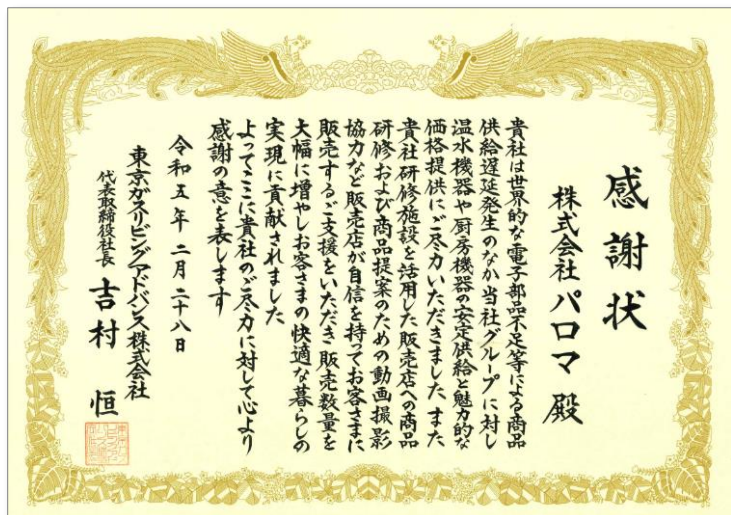 感謝状
株式会社 パロマ 殿
貴社は世界的な電子部品不足等による商品
供給遅延発生のなか当社グループに対し
温水機器や厨房機器の安定供給と魅力的な
価格提供にご尽力いただきました また
貴社研修施設を活用した販売店への商品
研修および商品提案のための動画撮影
協力など販売店が自信を持ってお客さまに
販売するご支援をいただき 販売数量を
大幅に増やしお客さまの快適な暮らしの
実現に貢献されました
よってここに貴社のご尽力に対して心より
感謝の意を表します
令和五年 二月二十八日
東京ガスリビングアドバンス株式会社
代表取締役社長 吉村 恒